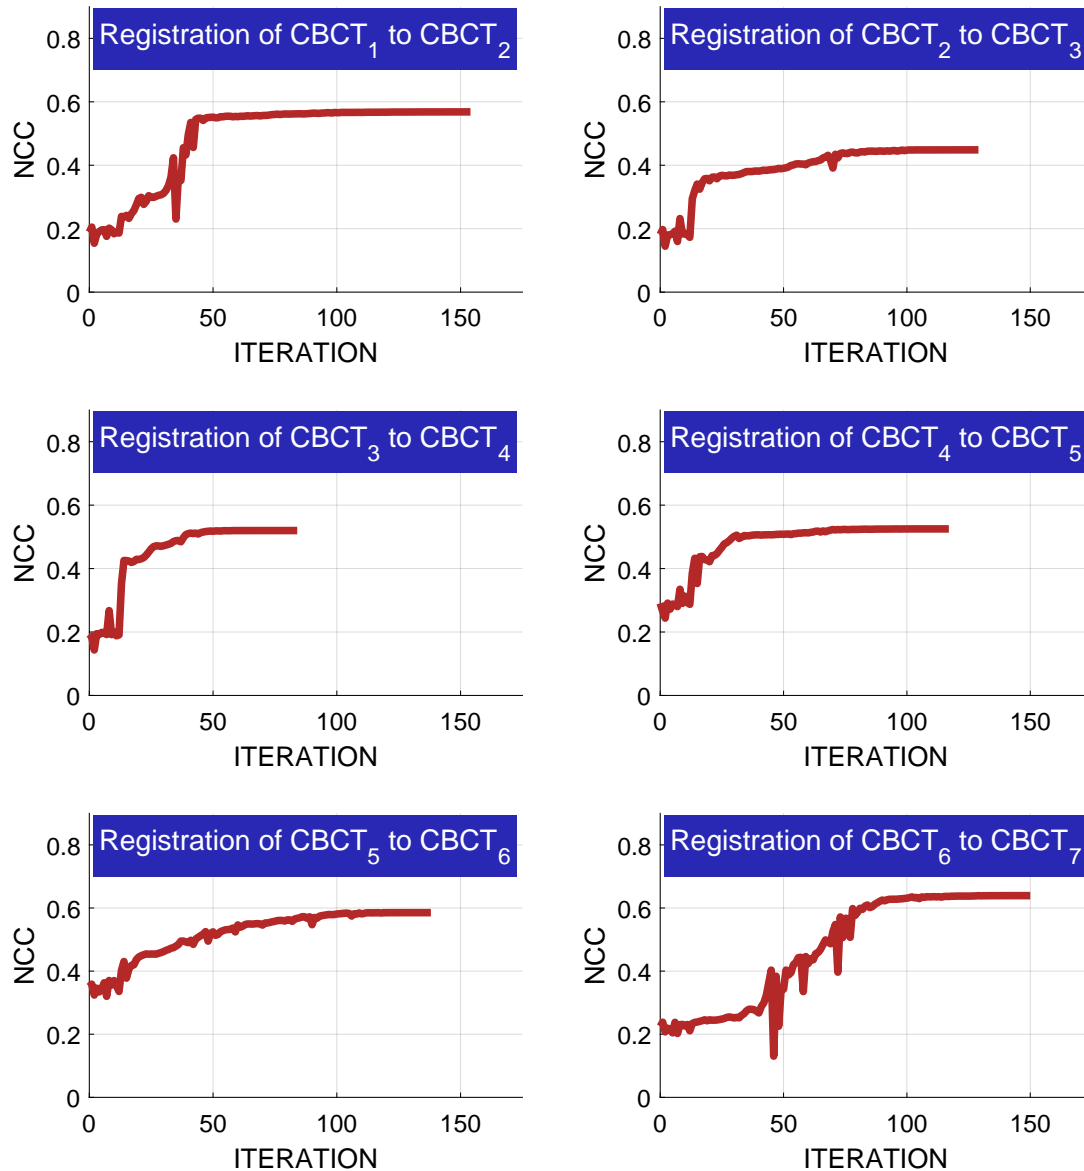 Registration of CBCT1 to CBCT2
0.8
0.6
0.4
0.2
0
NCC
0 50 100 150
ITERATION
Registration of CBCT2 to CBCT3
0.8
0.6
0.4
0.2
0
NCC
0 50 100 150
ITERATION
Registration of CBCT3 to CBCT4
0.8
0.6
0.4
0.2
0
NCC
0 50 100 150
ITERATION
Registration of CBCT4 to CBCT5
0.8
0.6
0.4
0.2
0
NCC
0 50 100 150
ITERATION
Registration of CBCT5 to CBCT6
0.8
0.6
0.4
0.2
0
NCC
0 50 100 150
ITERATION
Registration of CBCT6 to CBCT7
0.8
0.6
0.4
0.2
0
NCC
0 50 100 150
ITERATION